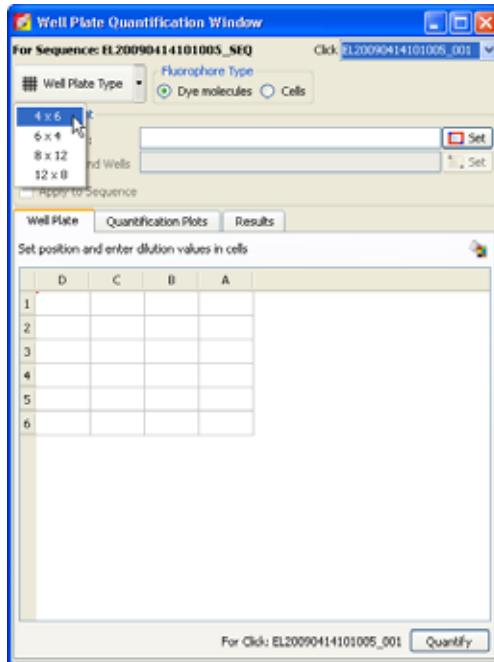 Well Plate Quantification Window
For Sequence: EL20090414101005_SEQ Click EL20090414101005_001
Well Plate Type
Fluorophore Type
Dye molecules Cells
4 x 6
6 x 4
8 x 12
12 x 8
Set
nd Wells Set
Apply to Sequence
Well Plate Quantification Plots Results
Set position and enter dilution values in cells
D C B A
1
2
3
4
5
6
For Click: EL20090414101005_001 Quantify